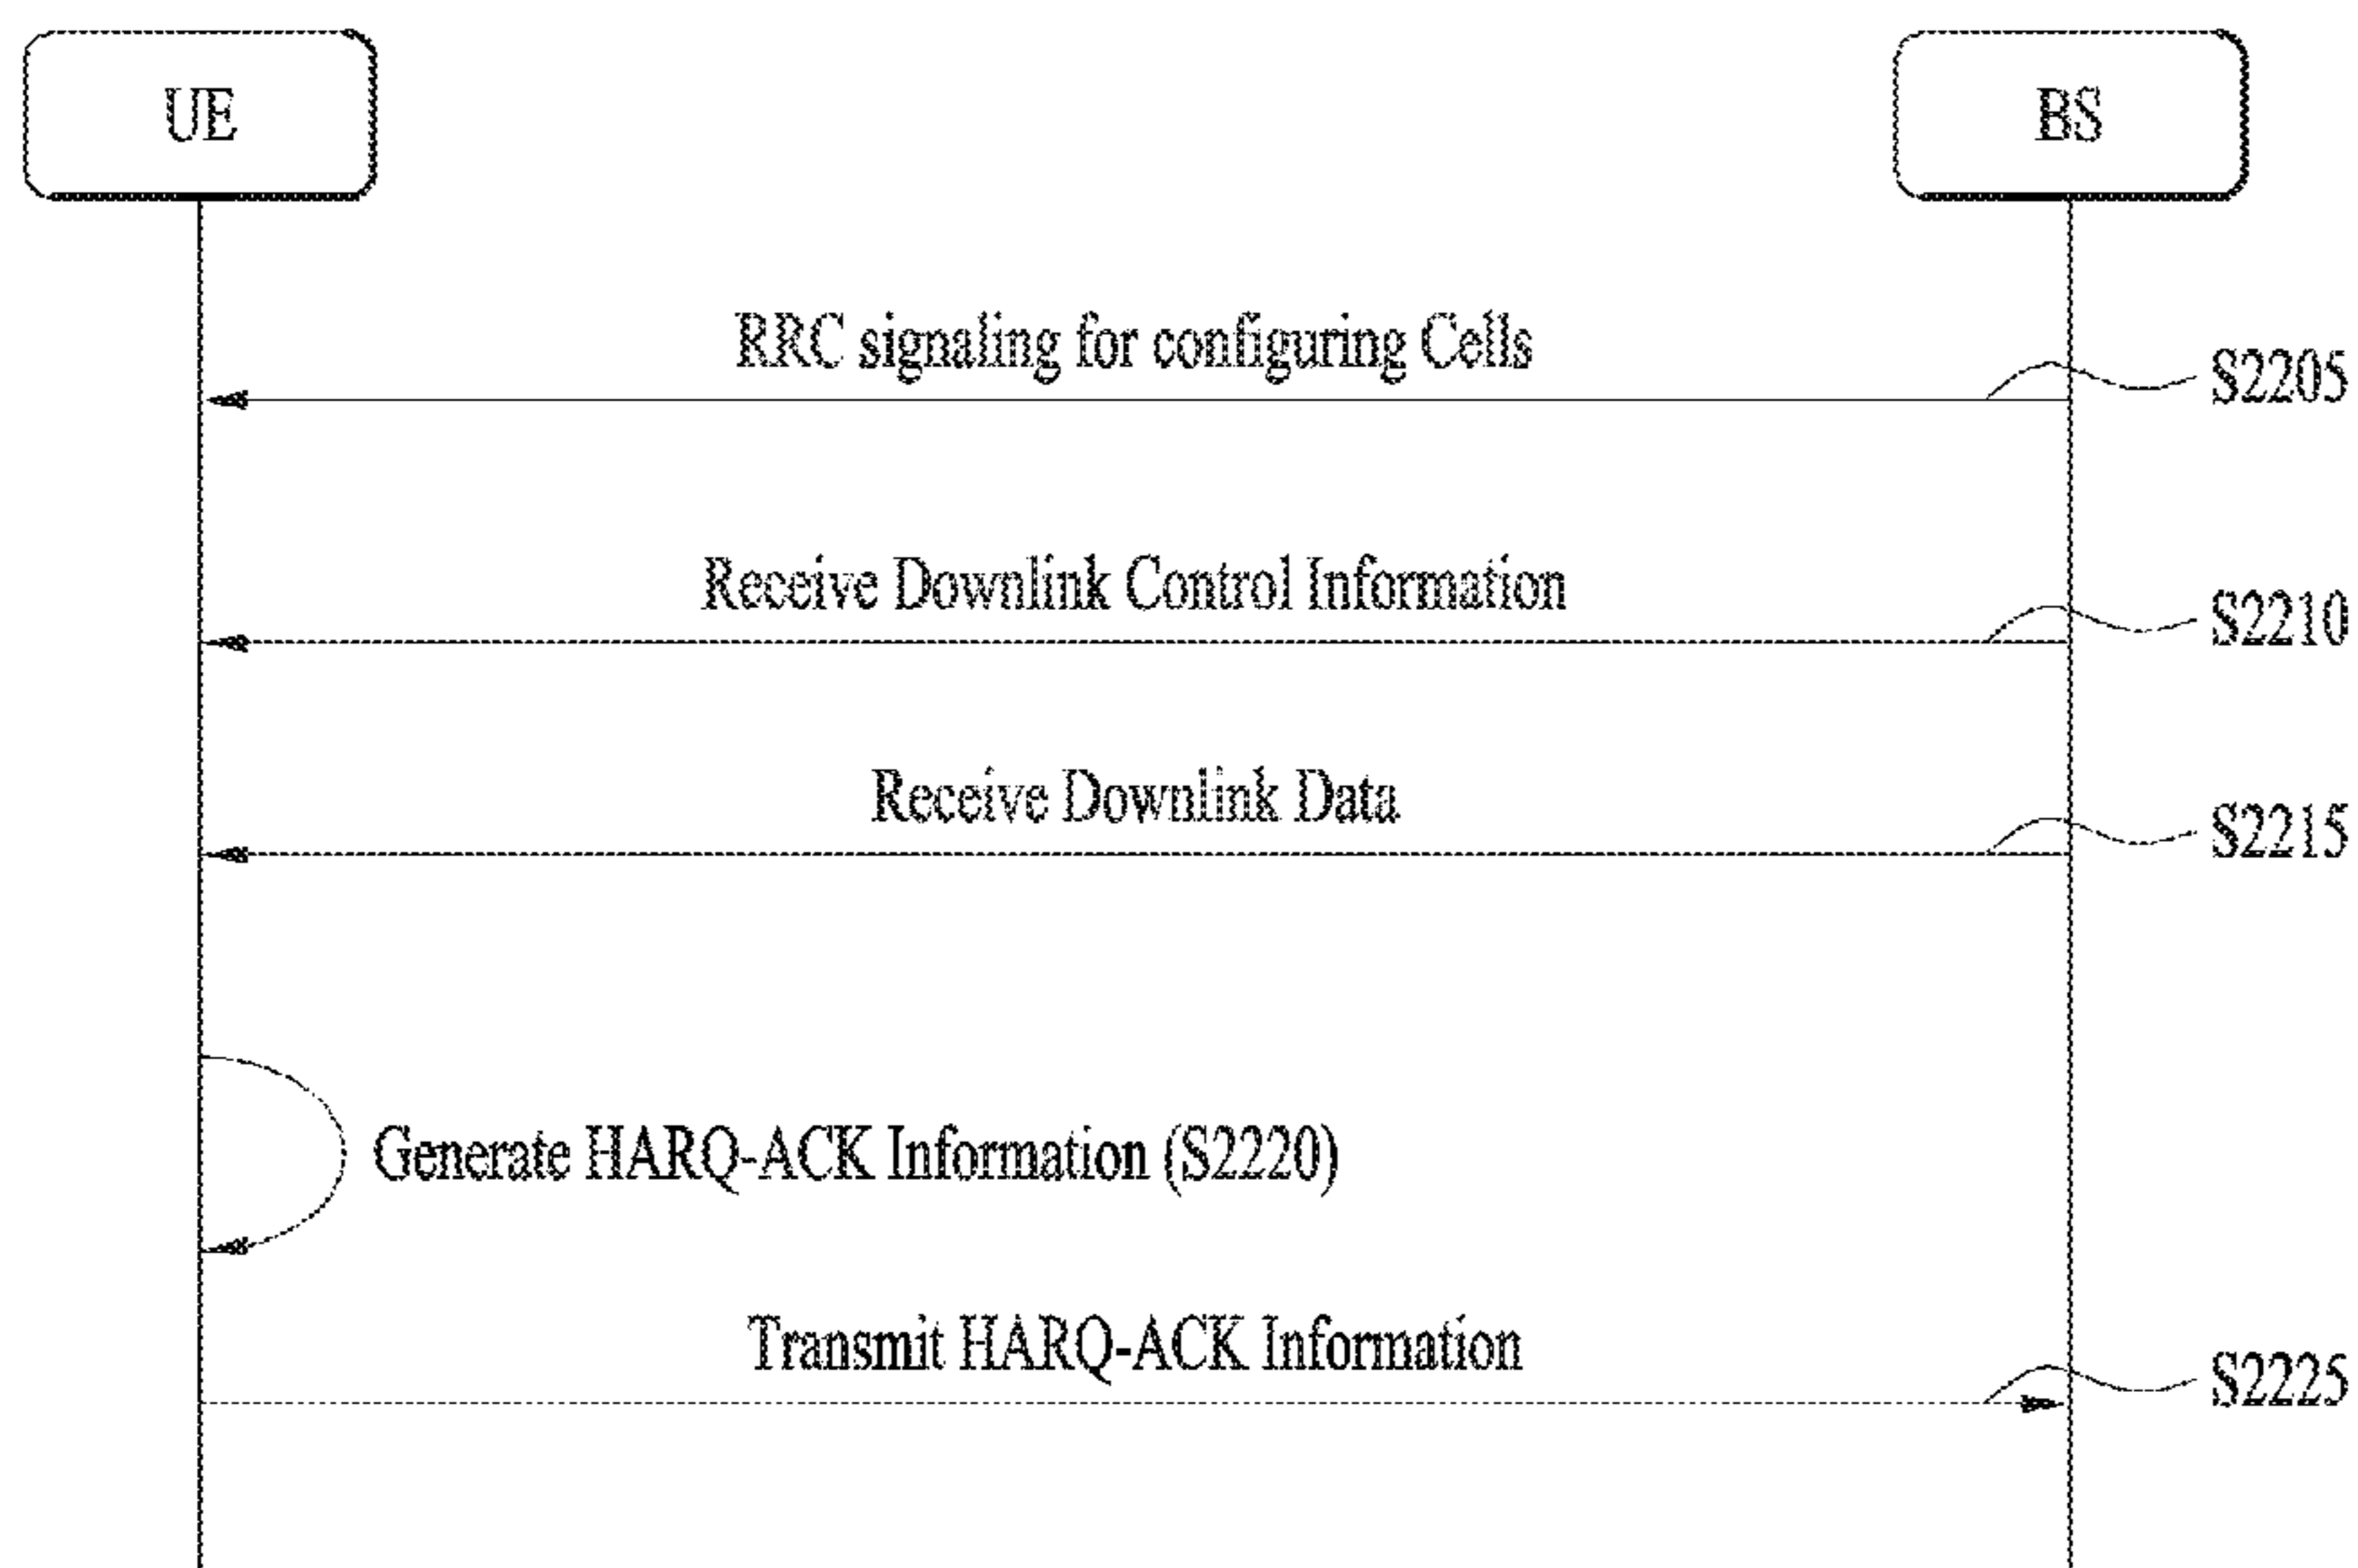 UE
BS
RRC signaling for configuring Cells
S2205
Receive Downlink Control Information
S2210
Receive Downlink Data
S2215
Generate HARQ-ACK Information (S2220)
Transmit HARQ-ACK Information
S2225